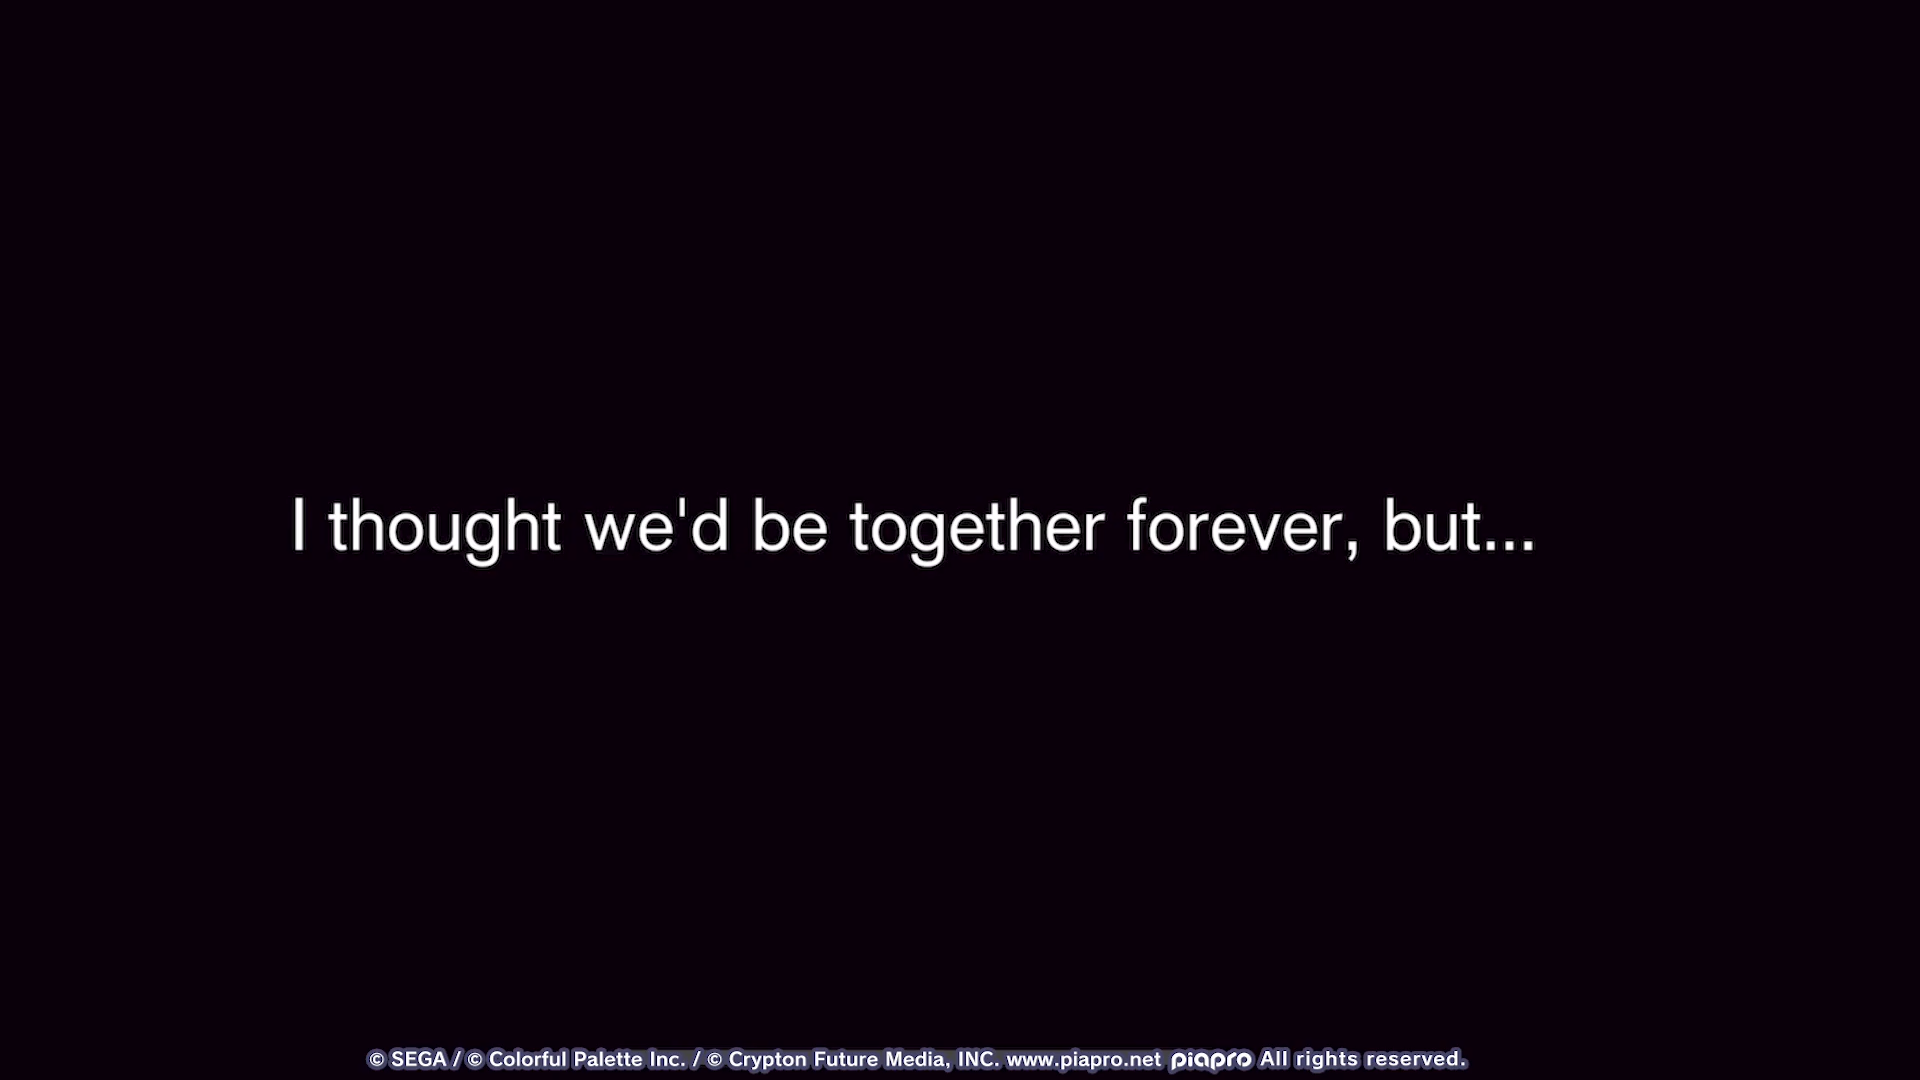 I thought we'd be together forever, but...
© SEGA / © Colorful Palette Inc. / © Crypton Future Media, INC. www.piapro.net piapro All rights reserved.